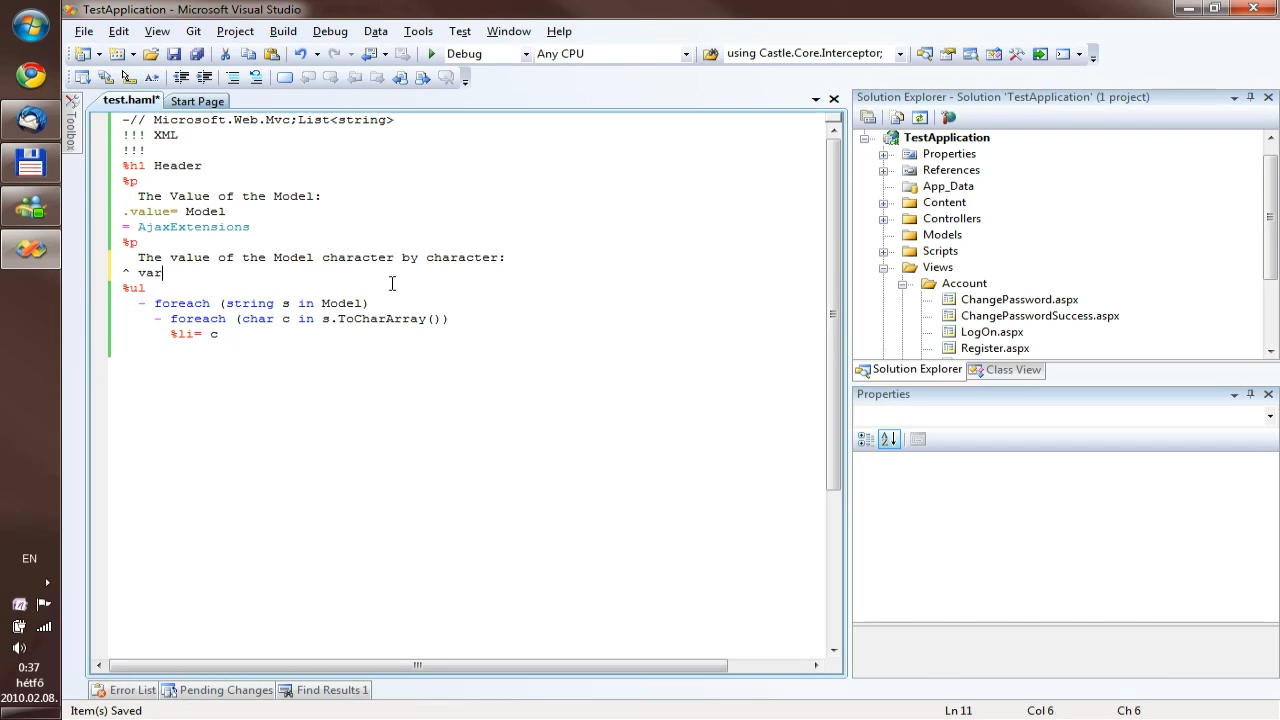 TestApplication - Microsoft Visual Studio
File Edit View Git Project Build Debug Data Tools Test Window Help
Debug Any CPU using Castle.Core.Interceptor;
test.haml* Start Page
Toolbox
-// Microsoft.Web.Mvc;List<string>
!!! XML
!!!
%h1 Header
%p
The Value of the Model:
.value= Model
= AjaxExtensions
%p
The value of the Model character by character:
^ var
%ul
- foreach (string s in Model)
- foreach (char c in s.ToCharArray())
%li= c
Solution Explorer - Solution 'TestApplication' (1 project)
TestApplication
Properties
References
App_Data
Content
Controllers
Models
Scripts
Views
Account
ChangePassword.aspx
ChangePasswordSuccess.aspx
LogOn.aspx
Register.aspx
Solution Explorer Class View
Properties
Error List Pending Changes Find Results 1
Item(s) Saved Ln 11 Col 6 Ch 6
EN
0:37
hétfő
2010.02.08.